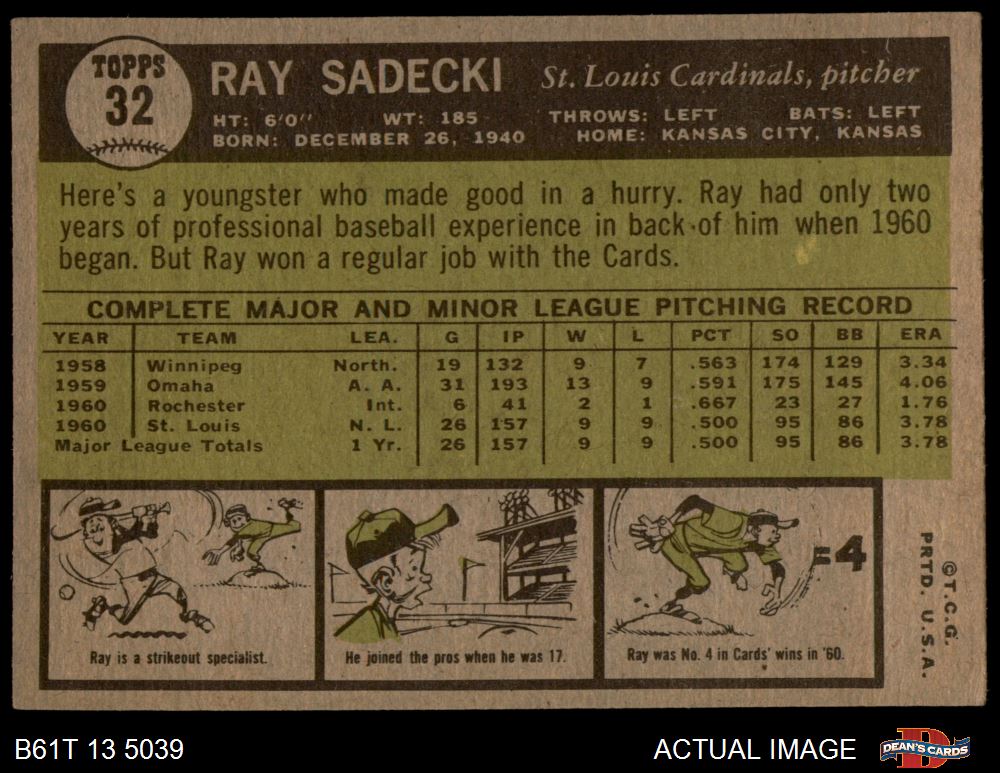 TOPPS
32
RAY SADECKI St. Louis Cardinals, pitcher
HT: 6'0" WT: 185 THROWS: LEFT BATS: LEFT
BORN: DECEMBER 26, 1940 HOME: KANSAS CITY, KANSAS
Here's a youngster who made good in a hurry. Ray had only two
years of professional baseball experience in back of him when 1960
began. But Ray won a regular job with the Cards.
COMPLETE MAJOR AND MINOR LEAGUE PITCHING RECORD
YEAR TEAM LEA. G IP W L PCT SO BB ERA
1958 Winnipeg North. 19 132 9 7 .563 174 129 3.34
1959 Omaha A. A. 31 193 13 9 .591 175 145 4.06
1960 Rochester Int. 6 41 2 1 .667 23 27 1.76
1960 St. Louis N. L. 26 157 9 9 .500 95 86 3.78
Major League Totals 1 Yr. 26 157 9 9 .500 95 86 3.78
=4
Ray is a strikeout specialist.
He joined the pros when he was 17.
Ray was No. 4 in Cards' wins in '60.
©T.C.G.
PRTD. U.S.A.
B61T 13 5039
ACTUAL IMAGE
DEAN'S CARDS